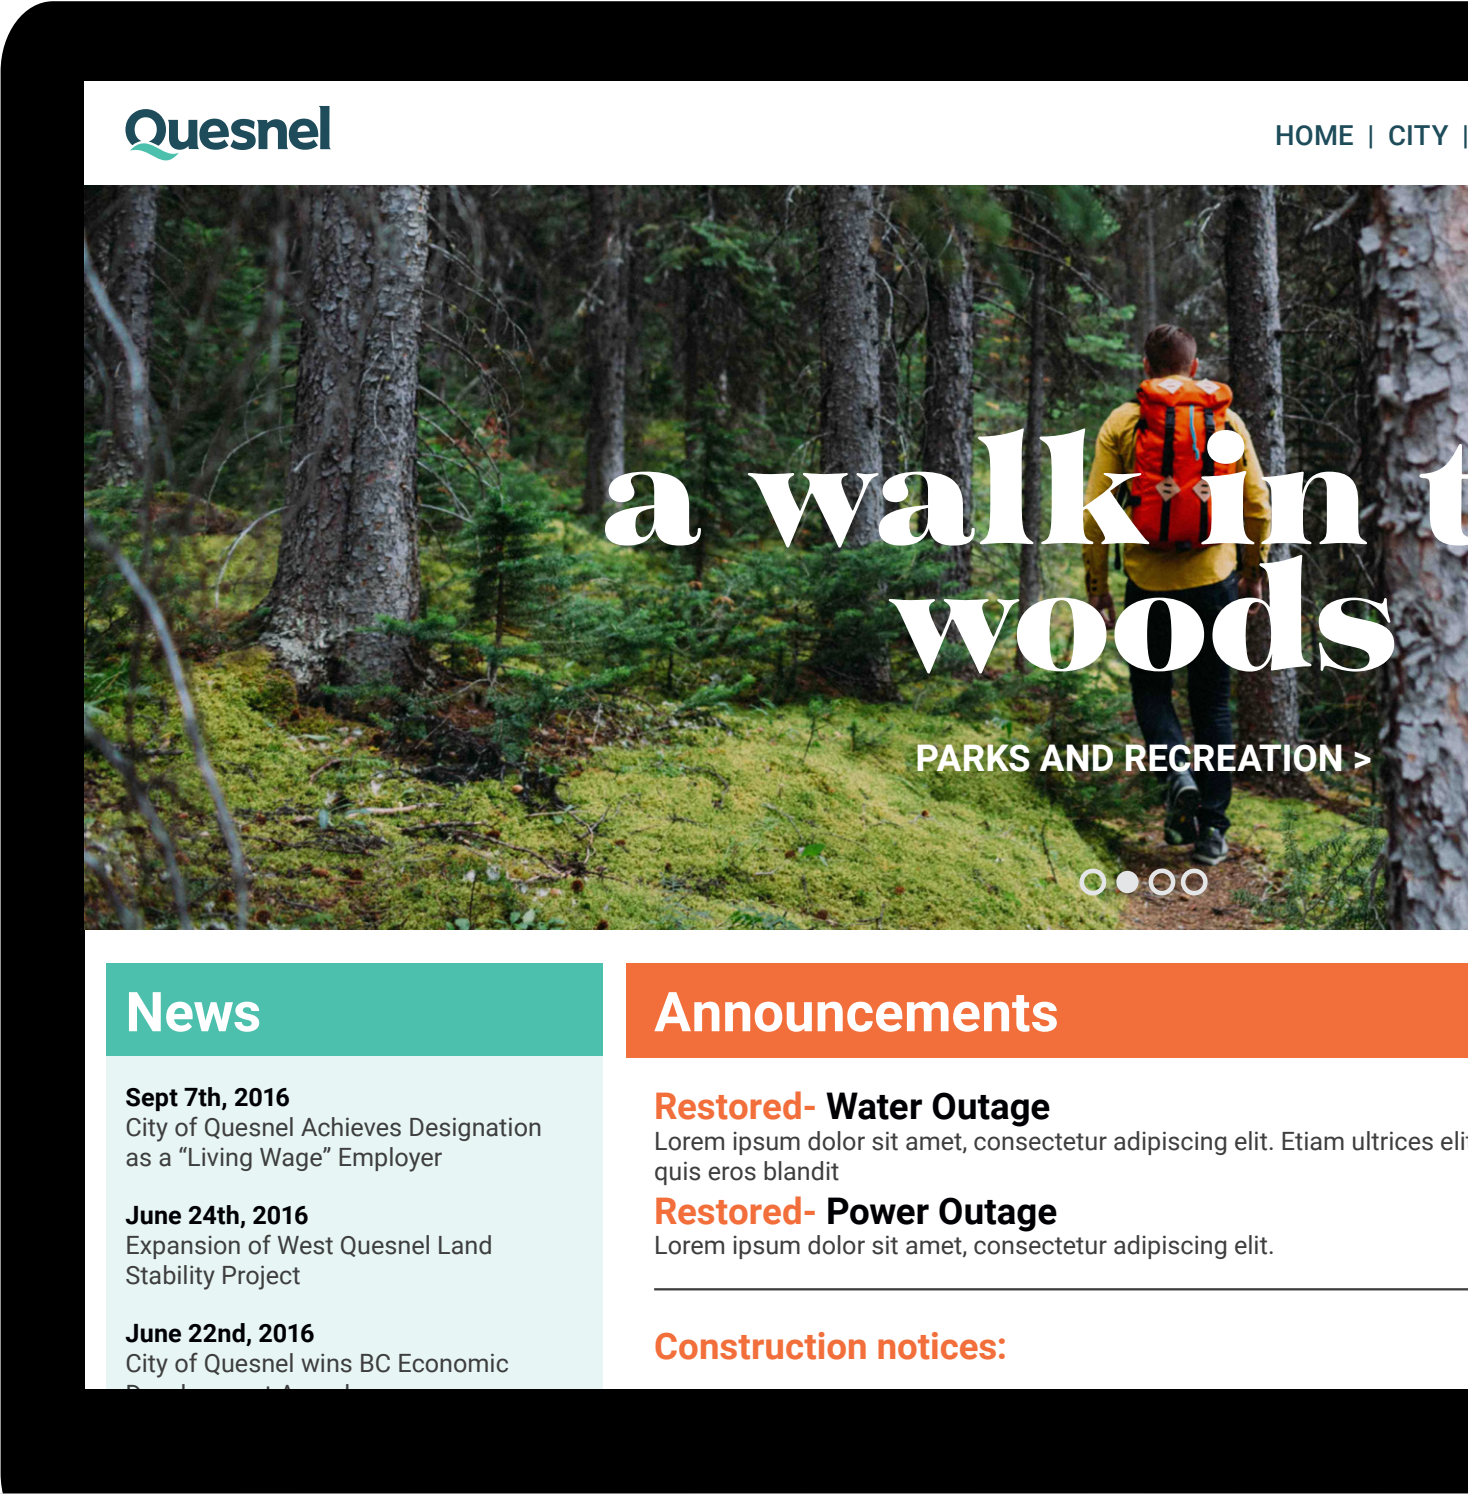 Quesnel
HOME | CITY |
a walk in t
woods
PARKS AND RECREATION >
News
Sept 7th, 2016
City of Quesnel Achieves Designation
as a “Living Wage” Employer
June 24th, 2016
Expansion of West Quesnel Land
Stability Project
June 22nd, 2016
City of Quesnel wins BC Economic
Announcements
Restored- Water Outage
Lorem ipsum dolor sit amet, consectetur adipiscing elit. Etiam ultrices elit
quis eros blandit
Restored- Power Outage
Lorem ipsum dolor sit amet, consectetur adipiscing elit.
Construction notices: